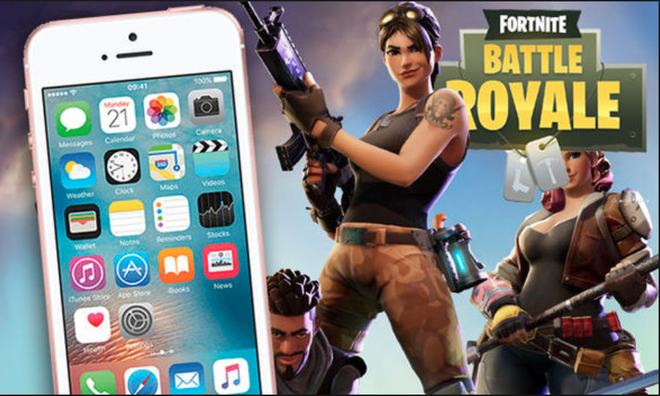 09:41
100%
Monday
21
Messages
Calendar
Photos
Camera
Weather
Clock
Maps
Videos
Wallet
Notes
Reminders
Stocks
iTunes Store
App Store
iBooks
News
Health
Settings
FORTNITE
BATTLE
ROYALE